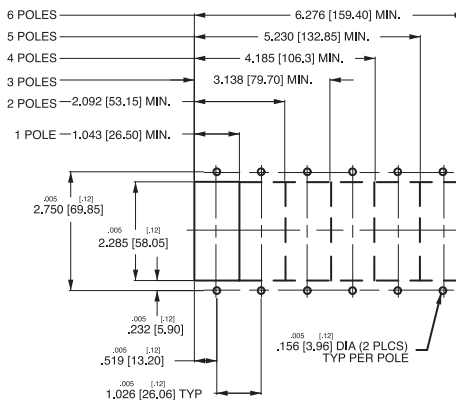 6 POLES 6.276 [159.40] MIN.
5 POLES 5.230 [132.85] MIN.
4 POLES 4.185 [106.3] MIN.
3 POLES 3.138 [79.70] MIN.
2 POLES 2.092 [53.15] MIN.
1 POLE 1.043 [26.50] MIN.
.005 [.12]
2.750 [69.85]
.005 [.12]
2.285 [58.05]
.005 [.12]
.232 [5.90]
.005 [.12]
.519 [13.20]
.005 [.12]
1.026 [26.06] TYP
.005 [.12]
.156 [3.96] DIA (2 PLCS)
TYP PER POLE